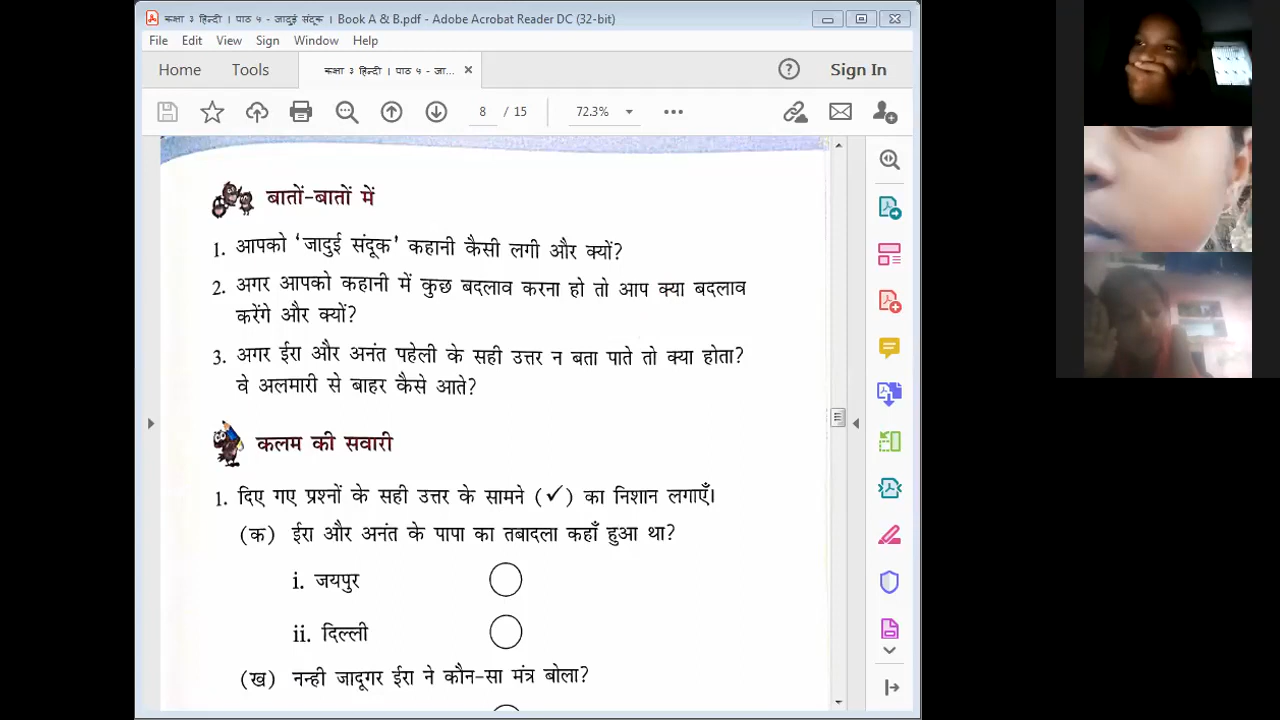 कक्षा ३ हिन्दी । पाठ ५ - जादुई संदूक । Book A & B.pdf - Adobe Acrobat Reader DC (32-bit)
File Edit View Sign Window Help
Home Tools कक्षा ३ हिन्दी । पाठ ५ - जा... Sign In
8 / 15 72.3%
बातों-बातों में
1. आपको ‘जादुई संदूक’ कहानी कैसी लगी और क्यों?
2. अगर आपको कहानी में कुछ बदलाव करना हो तो आप क्या बदलाव
करेंगे और क्यों?
3. अगर ईरा और अनंत पहेली के सही उत्तर न बता पाते तो क्या होता?
वे अलमारी से बाहर कैसे आते?
कलम की सवारी
1. दिए गए प्रश्नों के सही उत्तर के सामने (✓) का निशान लगाएँ।
(क) ईरा और अनंत के पापा का तबादला कहाँ हुआ था?
i. जयपुर
ii. दिल्ली
(ख) नन्ही जादूगर ईरा ने कौन-सा मंत्र बोला?